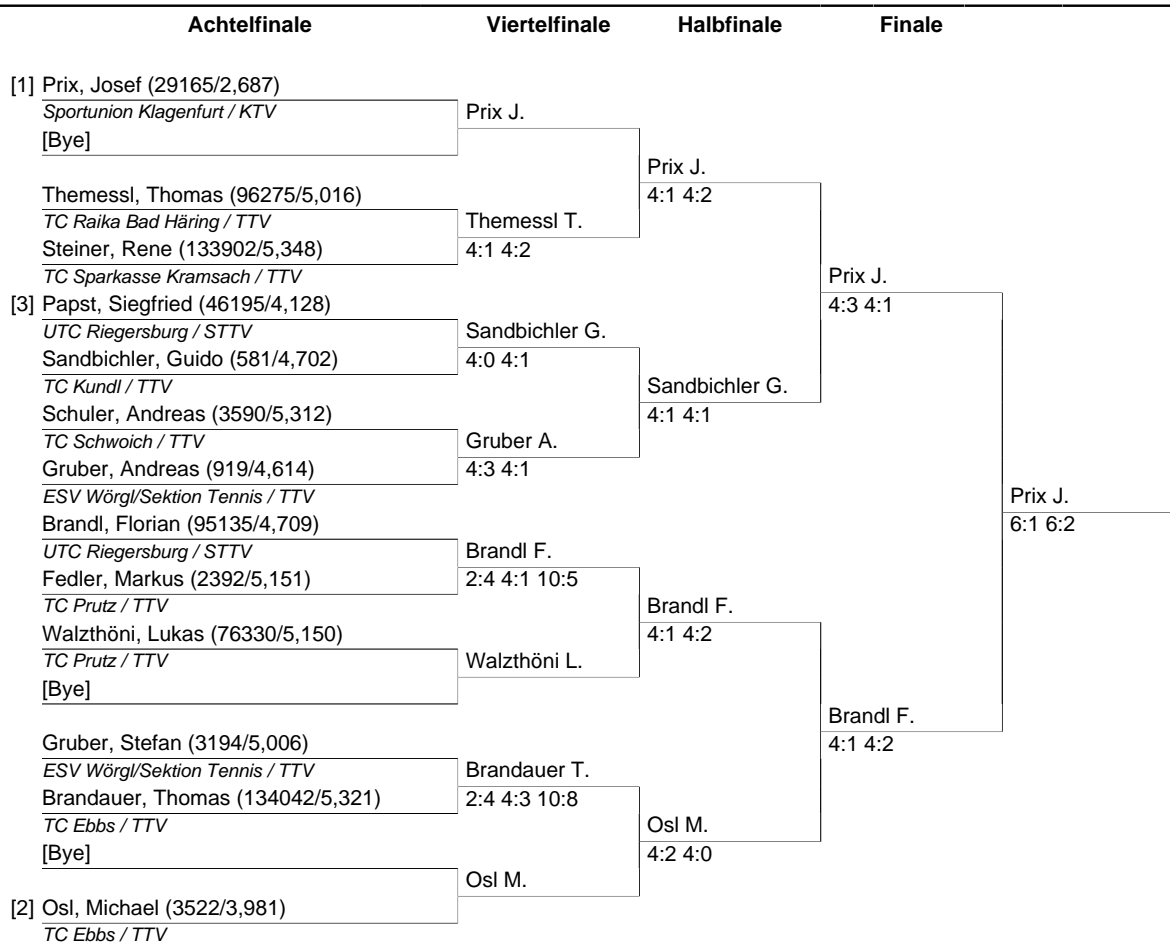 Achtelfinale Viertelfinale Halbfinale Finale
[1] Prix, Josef (29165/2,687)
Sportunion Klagenfurt / KTV
Prix J.
[Bye]
Prix J.
Themessl, Thomas (96275/5,016)
4:1 4:2
TC Raika Bad Häring / TTV
Themessl T.
Steiner, Rene (133902/5,348)
4:1 4:2
TC Sparkasse Kramsach / TTV
Prix J.
[3] Papst, Siegfried (46195/4,128)
4:3 4:1
UTC Riegersburg / STTV
Sandbichler G.
Sandbichler, Guido (581/4,702)
4:0 4:1
TC Kundl / TTV
Sandbichler G.
Schuler, Andreas (3590/5,312)
4:1 4:1
TC Schwoich / TTV
Gruber A.
Gruber, Andreas (919/4,614)
4:3 4:1
ESV Wörgl/Sektion Tennis / TTV
Prix J.
Brandl, Florian (95135/4,709)
6:1 6:2
UTC Riegersburg / STTV
Brandl F.
Fedler, Markus (2392/5,151)
2:4 4:1 10:5
TC Prutz / TTV
Brandl F.
Walzthöni, Lukas (76330/5,150)
4:1 4:2
TC Prutz / TTV
Walzthöni L.
[Bye]
Brandl F.
Gruber, Stefan (3194/5,006)
4:1 4:2
ESV Wörgl/Sektion Tennis / TTV
Brandauer T.
Brandauer, Thomas (134042/5,321)
2:4 4:3 10:8
TC Ebbs / TTV
Osl M.
[Bye]
4:2 4:0
Osl M.
[2] Osl, Michael (3522/3,981)
TC Ebbs / TTV